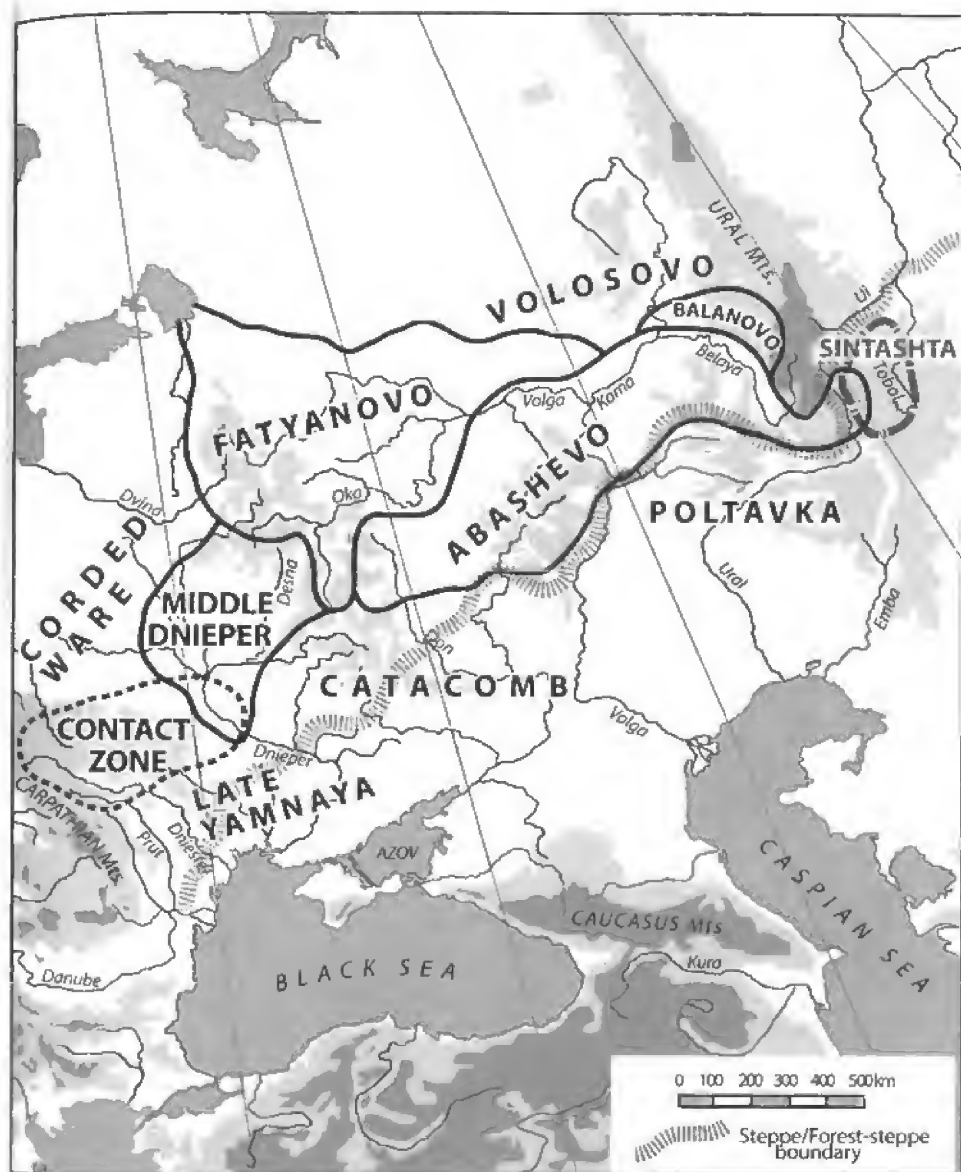 URAL Mts.
VOLOSOVO
BALANOVO
Ui
SINTASHTA
Tobol
Belaya
FATYANOVO
Volga
Kama
ABASHEVO
Oka
Dvina
POLTAVKA
CORDED
WARE
Desna
MIDDLE
DNIEPER
Ural
Emba
Don
CATACOMB
CONTACT
ZONE
Dnieper
Volga
LATE
YAMNAYA
CARPATHIAN Mts.
Prut
Dniester
AZOV
CASPIAN SEA
CAUCASUS Mts
Kura
Danube
BLACK SEA
0 100 200 300 400 500km
Steppe/Forest-steppe
boundary